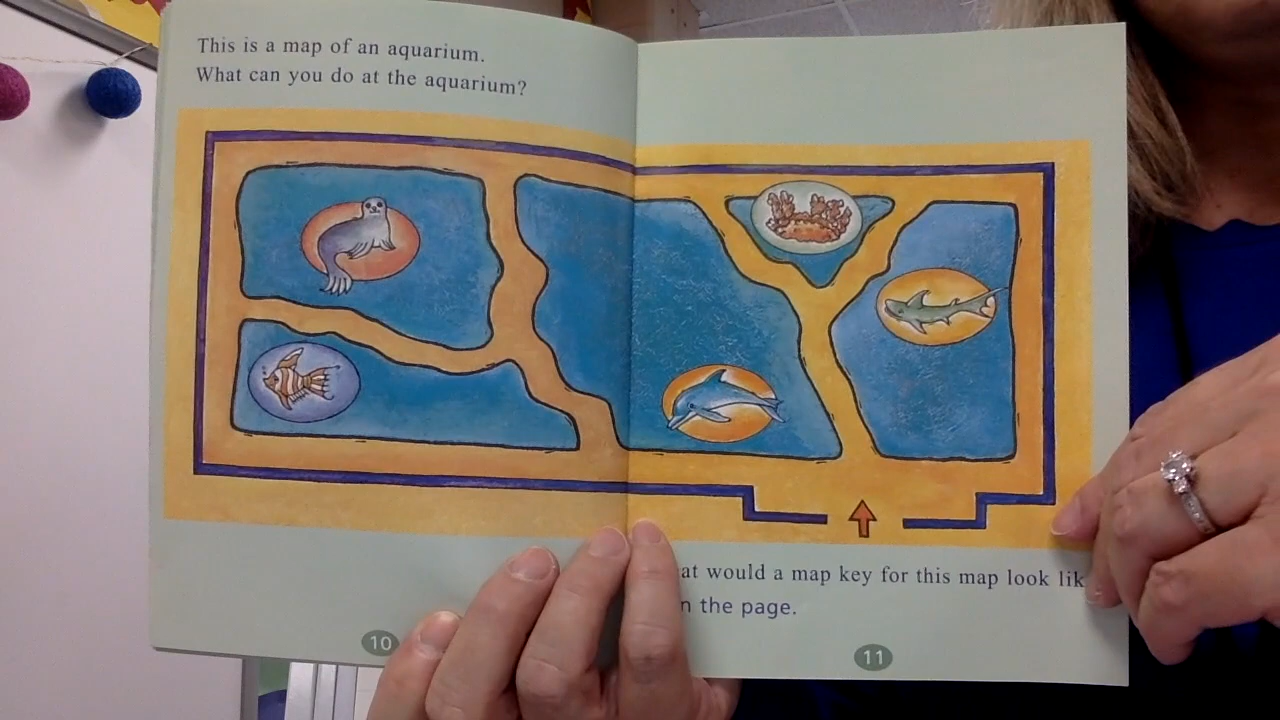 This is a map of an aquarium.
What can you do at the aquarium?
at would a map key for this map look lik
n the page.
10
11